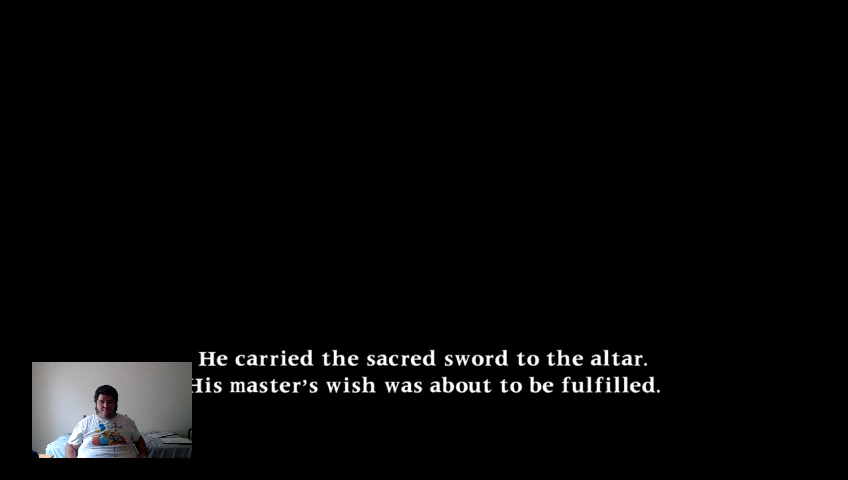 He carried the sacred sword to the altar.
His master's wish was about to be fulfilled.